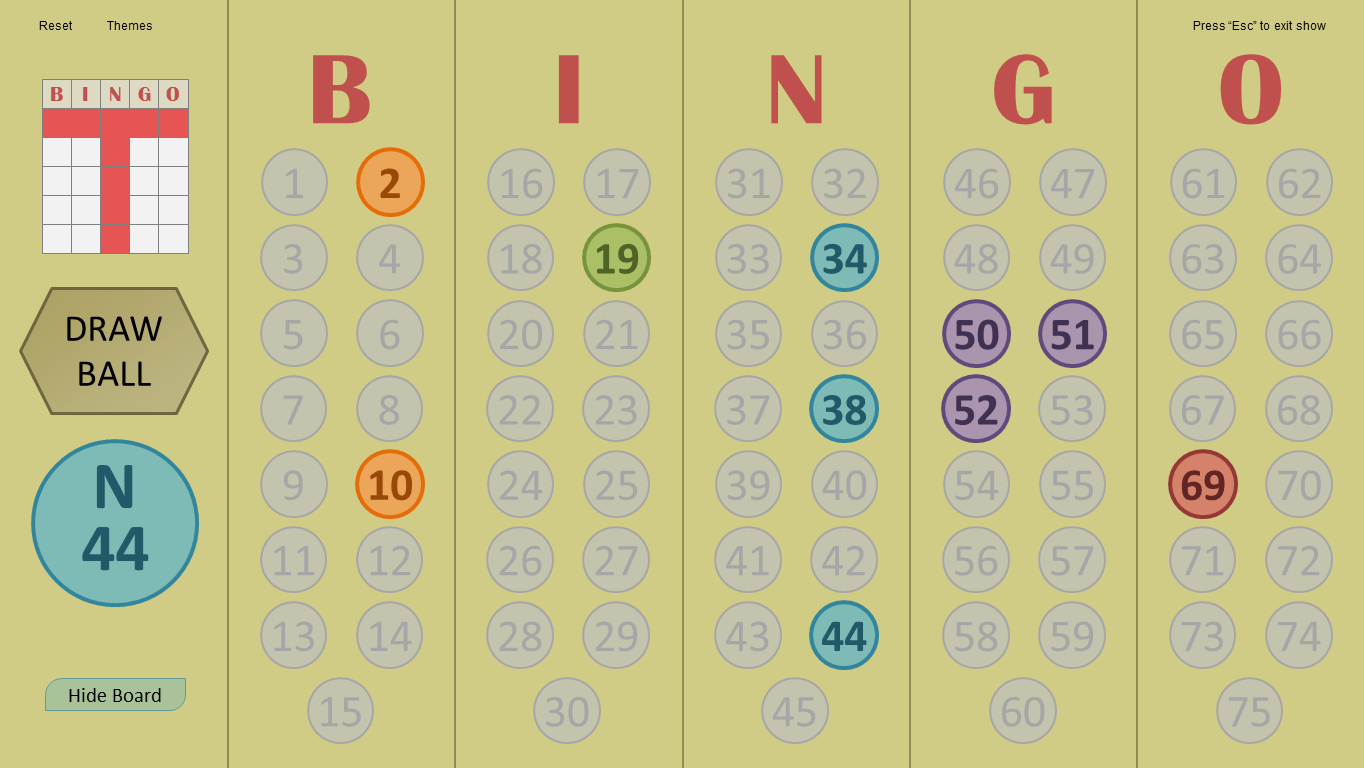 Reset Themes Press “Esc” to exit show
B I N G O
B I N G O
1 2 16 17 31 32 46 47 61 62
3 4 18 19 33 34 48 49 63 64
5 6 20 21 35 36 50 51 65 66
7 8 22 23 37 38 52 53 67 68
9 10 24 25 39 40 54 55 69 70
11 12 26 27 41 42 56 57 71 72
13 14 28 29 43 44 58 59 73 74
15 30 45 60 75
DRAW
BALL
N
44
Hide Board